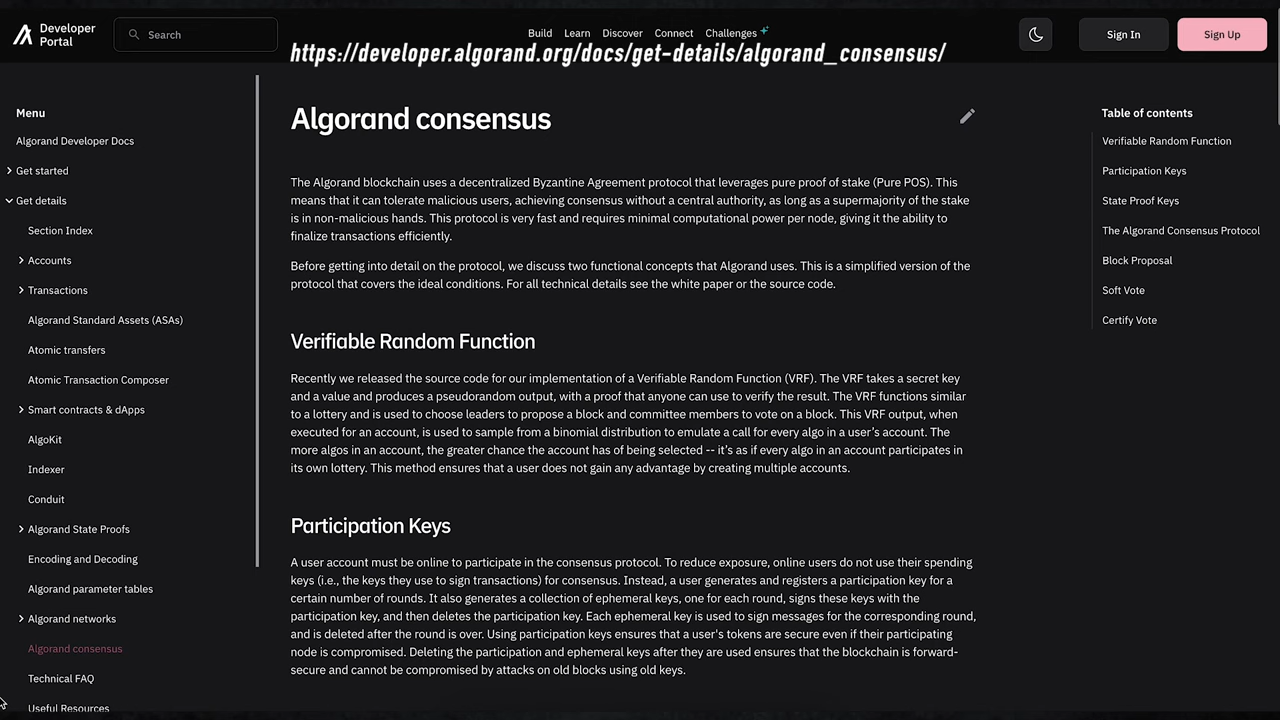 Developer
Portal
Search
Build Learn Discover Connect Challenges
Sign In
Sign Up
https://developer.algorand.org/docs/get-details/algorand_consensus/
Menu
Algorand Developer Docs
Get started
Get details
Section Index
Accounts
Transactions
Algorand Standard Assets (ASAs)
Atomic transfers
Atomic Transaction Composer
Smart contracts & dApps
AlgoKit
Indexer
Conduit
Algorand State Proofs
Encoding and Decoding
Algorand parameter tables
Algorand networks
Algorand consensus
Technical FAQ
Useful Resources
Algorand consensus
The Algorand blockchain uses a decentralized Byzantine Agreement protocol that leverages pure proof of stake (Pure POS). This
means that it can tolerate malicious users, achieving consensus without a central authority, as long as a supermajority of the stake
is in non-malicious hands. This protocol is very fast and requires minimal computational power per node, giving it the ability to
finalize transactions efficiently.
Before getting into detail on the protocol, we discuss two functional concepts that Algorand uses. This is a simplified version of the
protocol that covers the ideal conditions. For all technical details see the white paper or the source code.
Verifiable Random Function
Recently we released the source code for our implementation of a Verifiable Random Function (VRF). The VRF takes a secret key
and a value and produces a pseudorandom output, with a proof that anyone can use to verify the result. The VRF functions similar
to a lottery and is used to choose leaders to propose a block and committee members to vote on a block. This VRF output, when
executed for an account, is used to sample from a binomial distribution to emulate a call for every algo in a user's account. The
more algos in an account, the greater chance the account has of being selected -- it's as if every algo in an account participates in
its own lottery. This method ensures that a user does not gain any advantage by creating multiple accounts.
Participation Keys
A user account must be online to participate in the consensus protocol. To reduce exposure, online users do not use their spending
keys (i.e., the keys they use to sign transactions) for consensus. Instead, a user generates and registers a participation key for a
certain number of rounds. It also generates a collection of ephemeral keys, one for each round, signs these keys with the
participation key, and then deletes the participation key. Each ephemeral key is used to sign messages for the corresponding round,
and is deleted after the round is over. Using participation keys ensures that a user's tokens are secure even if their participating
node is compromised. Deleting the participation and ephemeral keys after they are used ensures that the blockchain is forward-
secure and cannot be compromised by attacks on old blocks using old keys.
Table of contents
Verifiable Random Function
Participation Keys
State Proof Keys
The Algorand Consensus Protocol
Block Proposal
Soft Vote
Certify Vote